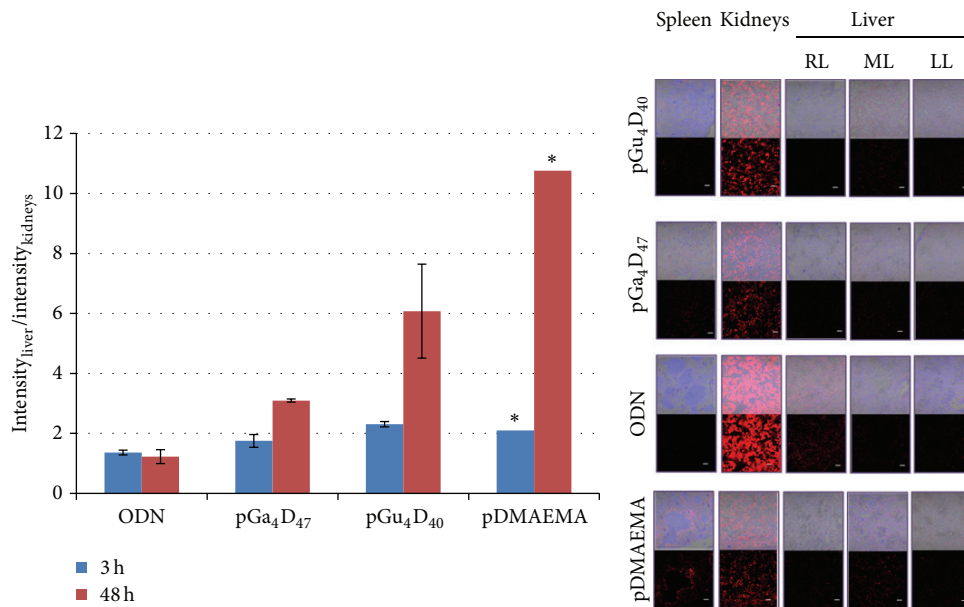 12
10
8
6
4
2
0
Intensity_liver/intensity_kidneys
*
*
ODN pGa₄D₄₇ pGu₄D₄₀ pDMAEMA
3 h
48 h
Spleen Kidneys Liver
RL ML LL
pGu₄D₄₀
pGa₄D₄₇
ODN
pDMAEMA